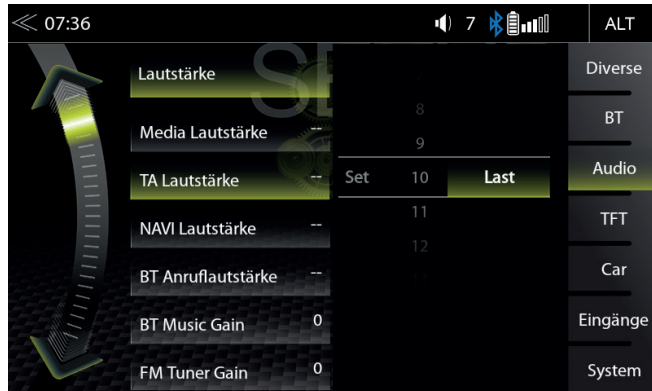 07:36
7
ALT
Lautstärke
Media Lautstärke --
TA Lautstärke --
NAVI Lautstärke --
BT Anruflautstärke --
BT Music Gain 0
FM Tuner Gain 0
8
9
Set 10 Last
11
12
Diverse
BT
Audio
TFT
Car
Eingänge
System